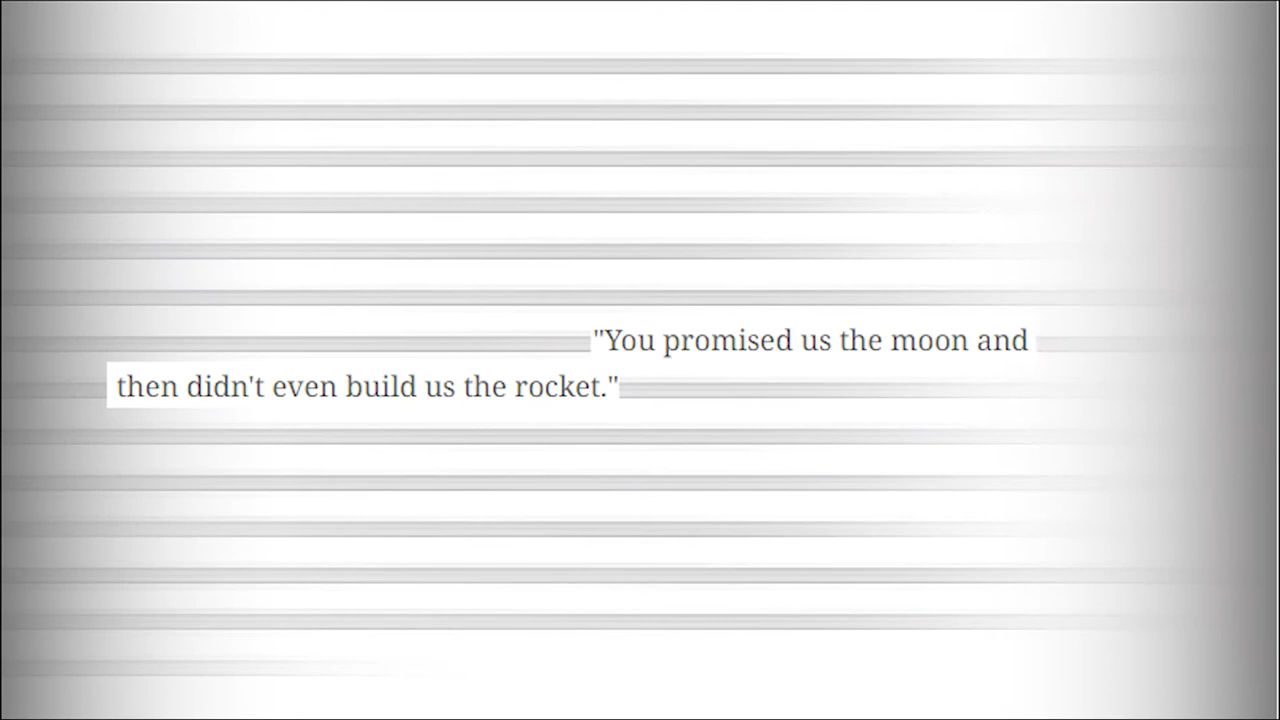 "You promised us the moon and
then didn't even build us the rocket."